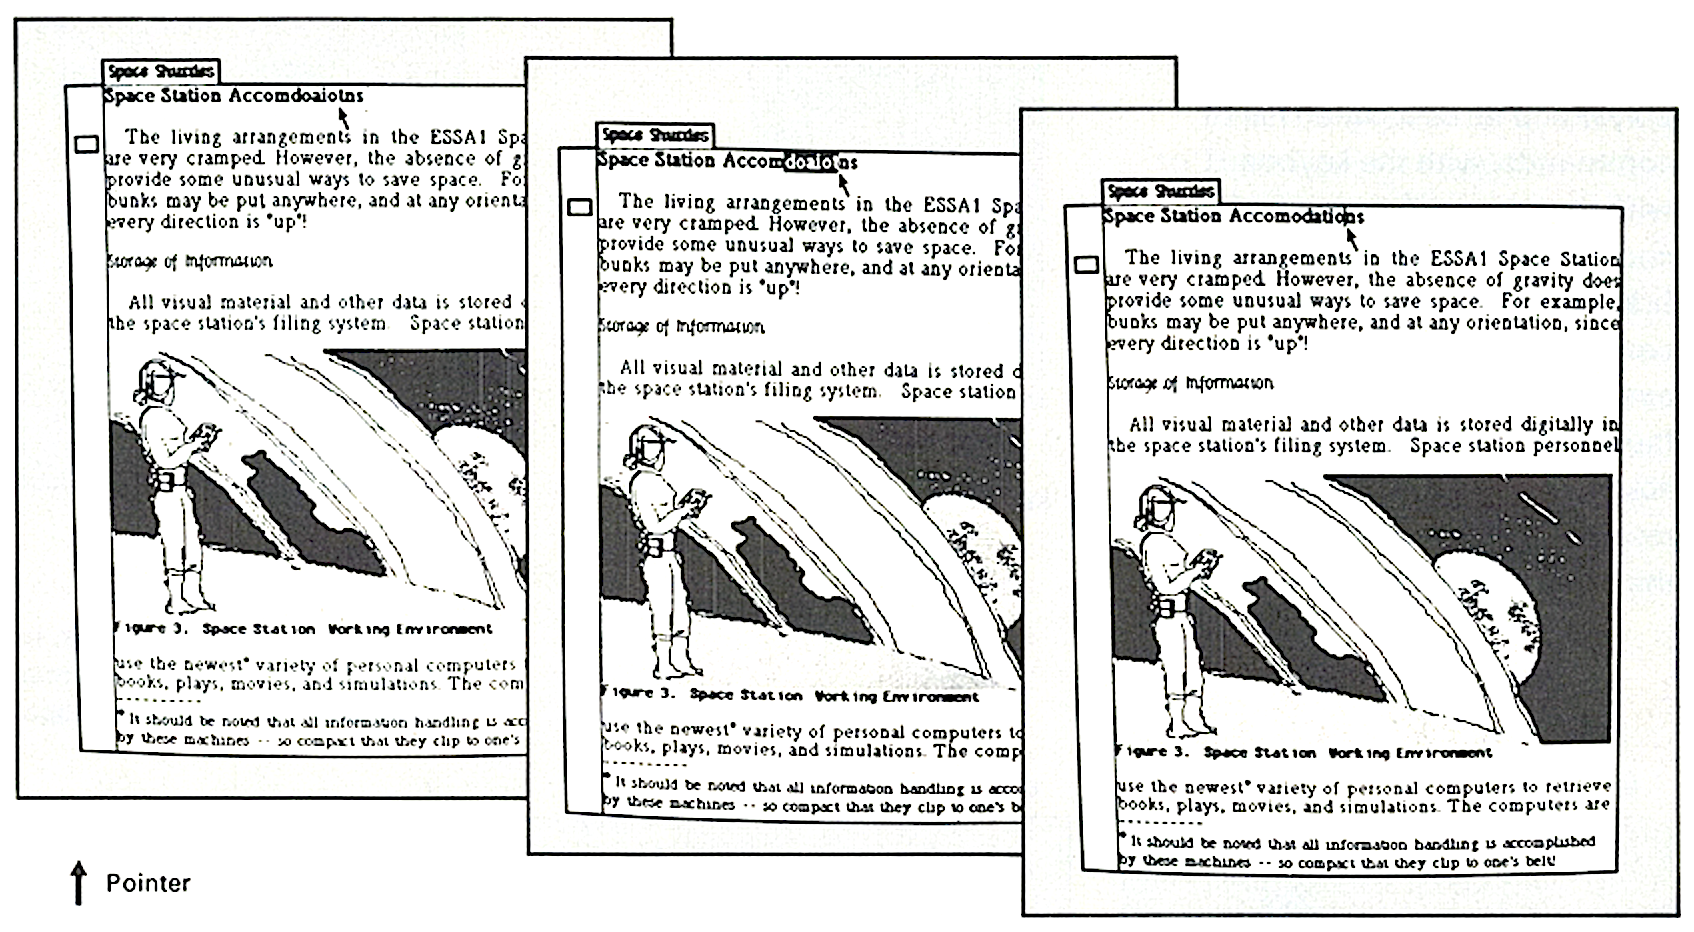 Space Shuttles
Space Station Accomdoaiotns
The living arrangements in the ESSA1 Spa
are very cramped. However, the absence of g
provide some unusual ways to save space. Fo
bunks may be put anywhere, and at any orienta
every direction is "up"!
Storage of Information
All visual material and other data is stored
the space station's filing system. Space station
Figure 3. Space Station Working Environment
use the newest* variety of personal computers
books, plays, movies, and simulations. The com
* It should be noted that all information handling is acc
by these machines -- so compact that they clip to one's
Space Shuttles
Space Station Accomdoaiotns
The living arrangements in the ESSA1 Spa
are very cramped. However, the absence of g
provide some unusual ways to save space. Fo
bunks may be put anywhere, and at any orienta
every direction is "up"!
Storage of Information
All visual material and other data is stored d
the space station's filing system. Space station
Figure 3. Space Station Working Environment
use the newest* variety of personal computers to
books, plays, movies, and simulations. The comp
* It should be noted that all information handling is acco
by these machines -- so compact that they clip to one's b
Space Shuttles
Space Station Accomodations
The living arrangements in the ESSA1 Space Station
are very cramped. However, the absence of gravity does
provide some unusual ways to save space. For example,
bunks may be put anywhere, and at any orientation, since
every direction is "up"!
Storage of Information
All visual material and other data is stored digitally in
the space station's filing system. Space station personnel
Figure 3. Space Station Working Environment
use the newest* variety of personal computers to retrieve
books, plays, movies, and simulations. The computers are
* It should be noted that all information handling is accomplished
by these machines -- so compact that they clip to one's belt!
Pointer